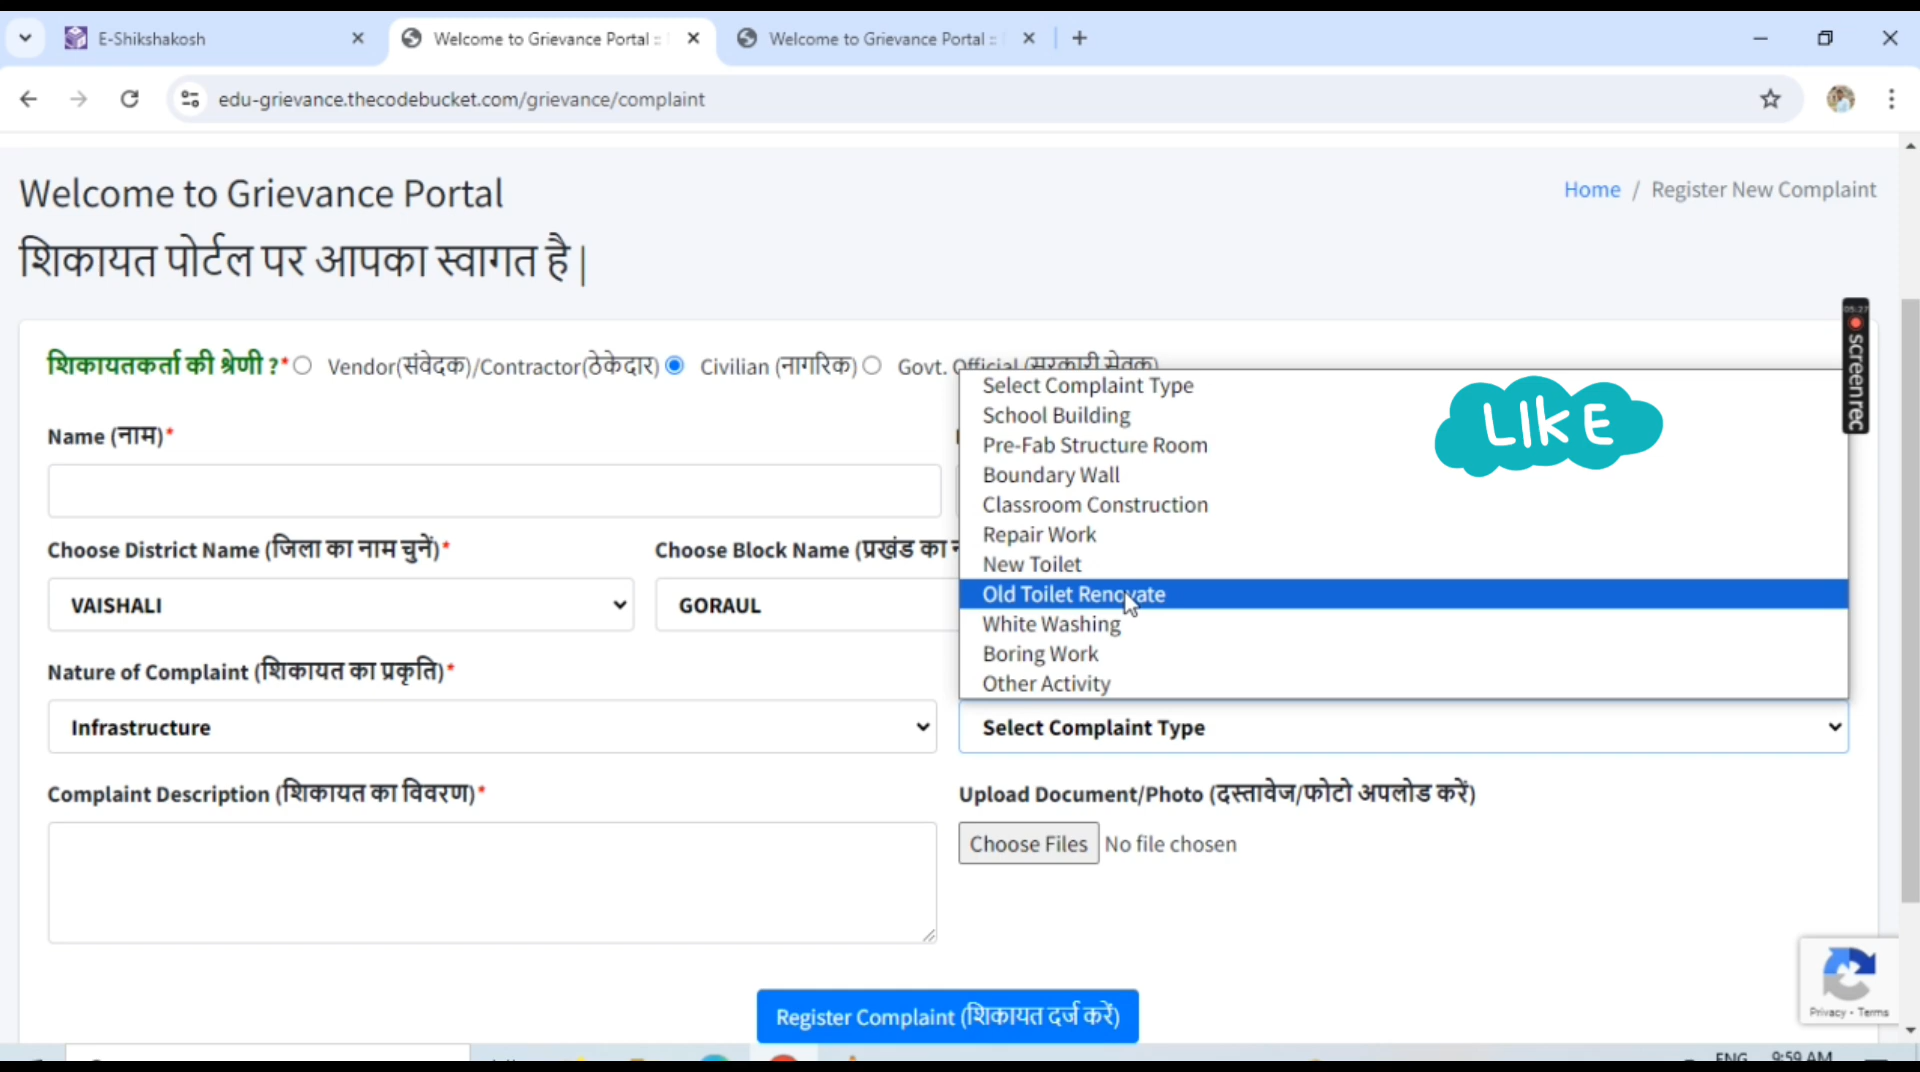 E-Shikshakosh
Welcome to Grievance Portal ::
Welcome to Grievance Portal ::
edu-grievance.thecodebucket.com/grievance/complaint
Welcome to Grievance Portal
Home / Register New Complaint
शिकायत पोर्टल पर आपका स्वागत है |
05:27
screenrec
शिकायतकर्ता की श्रेणी ?* Vendor(संवेदक)/Contractor(ठेकेदार) Civilian (नागरिक) Govt. Official (सरकारी सेवक)
Select Complaint Type
School Building
LIKE
Name (नाम)*
Pre-Fab Structure Room
Boundary Wall
Classroom Construction
Repair Work
Choose District Name (जिला का नाम चुनें)* Choose Block Name (प्रखंड का
New Toilet
VAISHALI GORAUL
Old Toilet Renovate
White Washing
Boring Work
Other Activity
Nature of Complaint (शिकायत का प्रकृति)*
Infrastructure
Select Complaint Type
Complaint Description (शिकायत का विवरण)*
Upload Document/Photo (दस्तावेज/फोटो अपलोड करें)
Choose Files No file chosen
Register Complaint (शिकायत दर्ज करें)
Privacy - Terms
ENG 9:59 AM